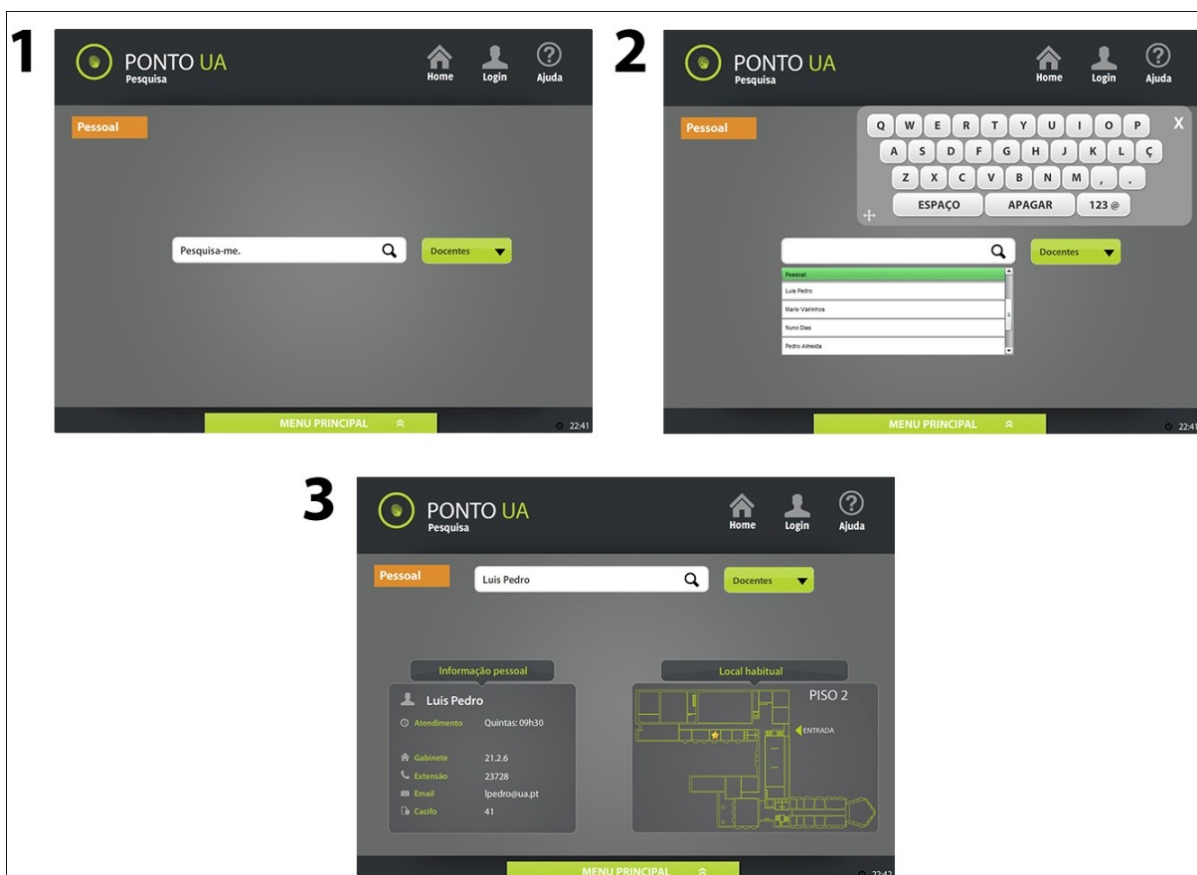 1
PONTO UA
Pesquisa
Home Login Ajuda
Pessoal
Pesquisa-me.
Docentes
MENU PRINCIPAL
22:41
2
PONTO UA
Pesquisa
Home Login Ajuda
Pessoal
Q W E R T Y U I O P X
A S D F G H J K L Ç
Z X C V B N M , .
ESPAÇO APAGAR 123 @
Docentes
Pessoal
Luis Pedro
Mario Vairinhos
Nuno Dias
Pedro Almeida
MENU PRINCIPAL
22:41
3
PONTO UA
Pesquisa
Home Login Ajuda
Pessoal
Luis Pedro
Docentes
Informação pessoal
Luis Pedro
Atendimento Quintas: 09h30
Gabinete 21.2.6
Extensão 23728
Email lpedro@ua.pt
Cacifo 41
Local habitual
PISO 2
ENTRADA
MENU PRINCIPAL
22:42